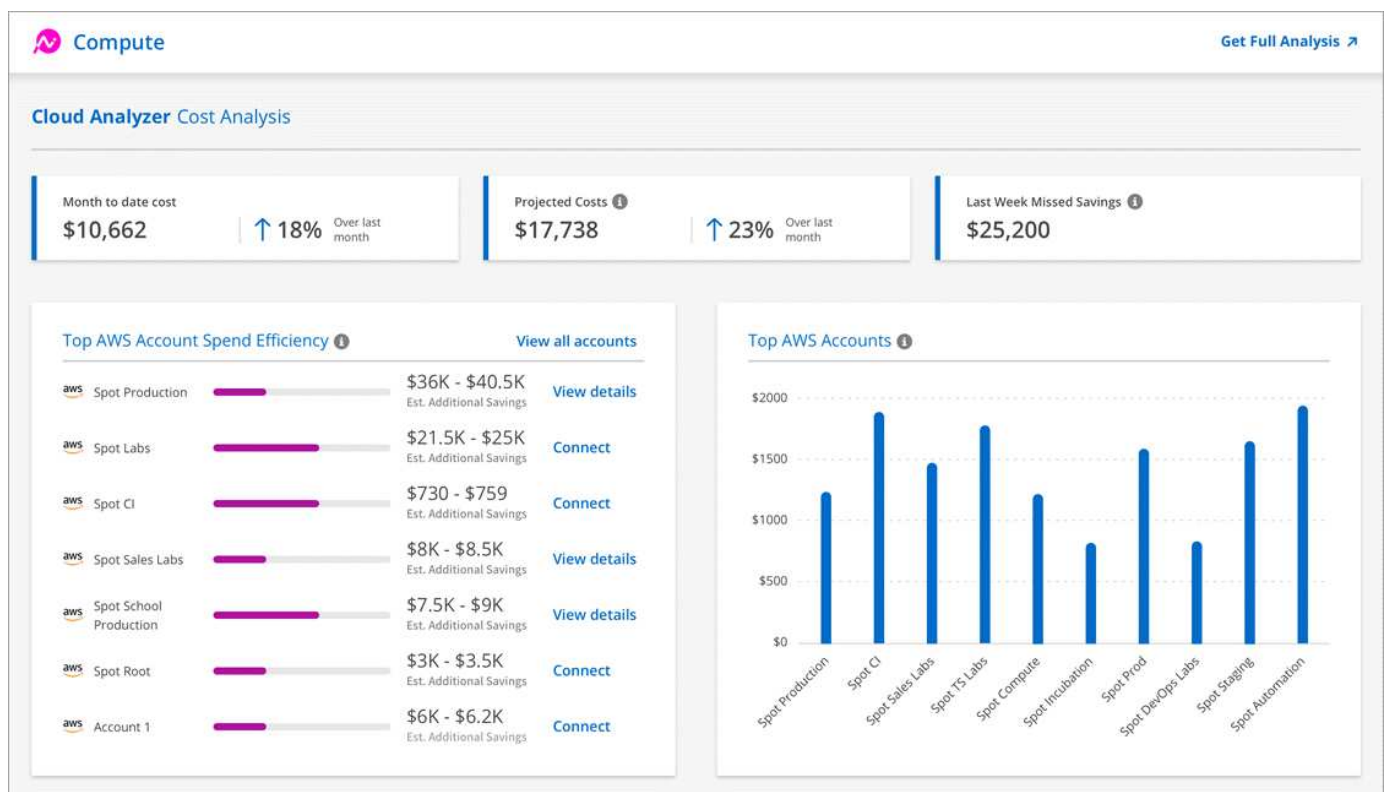 Compute
Get Full Analysis
Cloud Analyzer Cost Analysis
Month to date cost
$10,662
18%
Over last
month
Projected Costs
$17,738
23%
Over last
month
Last Week Missed Savings
$25,200
Top AWS Account Spend Efficiency
View all accounts
aws Spot Production
$36K - $40.5K
Est. Additional Savings
View details
aws Spot Labs
$21.5K - $25K
Est. Additional Savings
Connect
aws Spot CI
$730 - $759
Est. Additional Savings
Connect
aws Spot Sales Labs
$8K - $8.5K
Est. Additional Savings
View details
aws Spot School
Production
$7.5K - $9K
Est. Additional Savings
View details
aws Spot Root
$3K - $3.5K
Est. Additional Savings
Connect
aws Account 1
$6K - $6.2K
Est. Additional Savings
Connect
Top AWS Accounts
$2000
$1500
$1000
$500
$0
Spot Production
Spot CI
Spot Sales Labs
Spot TS Labs
Spot Compute
Spot Incubation
Spot Prod
Spot DevOps Labs
Spot Staging
Spot Automation